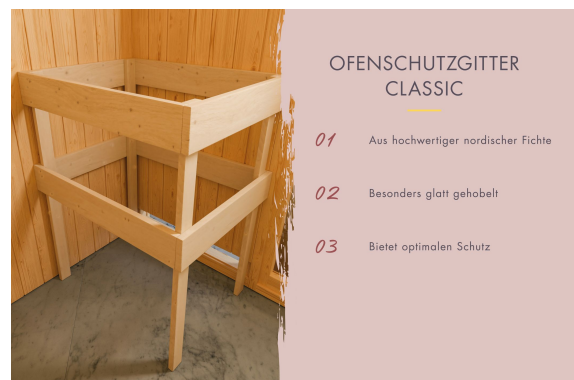 OFENSCHUTZGITTER
CLASSIC
01 Aus hochwertiger nordischer Fichte
02 Besonders glatt gehobelt
03 Bietet optimalen Schutz